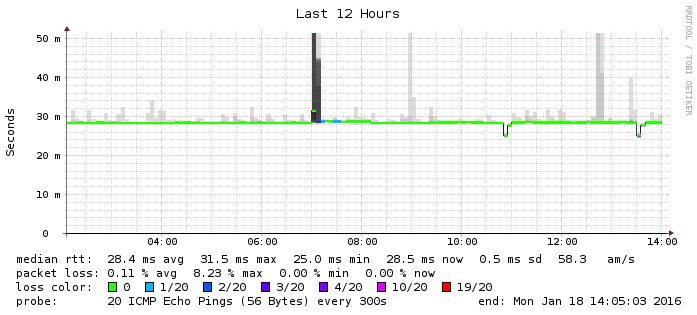 Last 12 Hours
RRDTOOL / TOBI OETIKER
Seconds
50 m
40 m
30 m
20 m
10 m
0
04:00 06:00 08:00 10:00 12:00 14:00
median rtt: 28.4 ms avg 31.5 ms max 25.0 ms min 28.5 ms now 0.5 ms sd 58.3 am/s
packet loss: 0.11 % avg 8.23 % max 0.00 % min 0.00 % now
loss color: 0 1/20 2/20 3/20 4/20 10/20 19/20
probe: 20 ICMP Echo Pings (56 Bytes) every 300s end: Mon Jan 18 14:05:03 2016